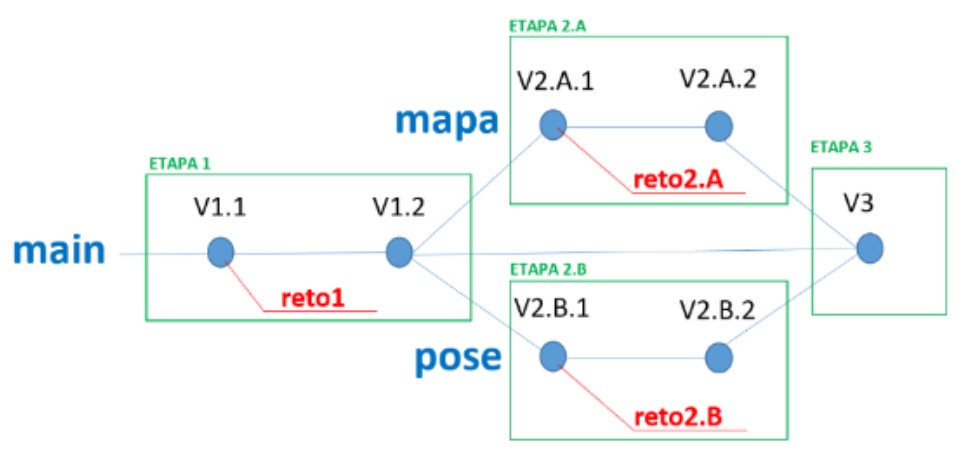 ETAPA 2.A
V2.A.1
V2.A.2
mapa
reto2.A
ETAPA 3
V3
ETAPA 1
V1.1
V1.2
main
reto1
ETAPA 2.B
V2.B.1
V2.B.2
pose
reto2.B